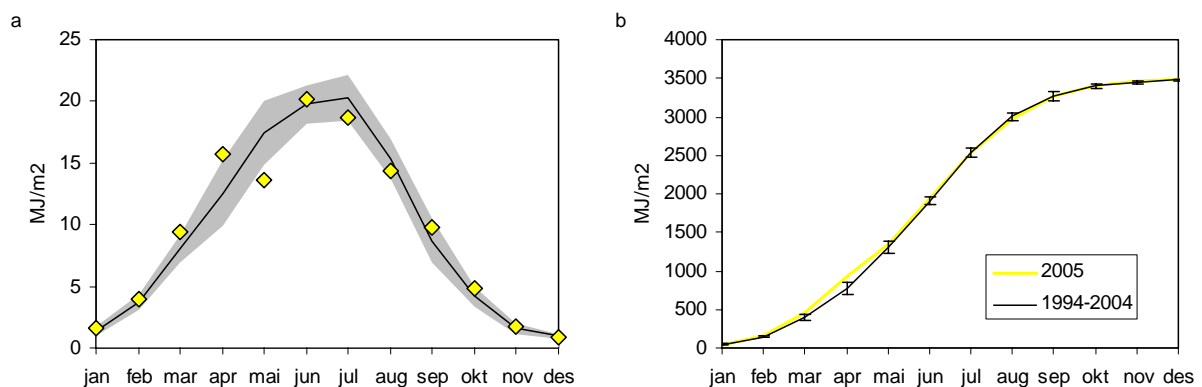 a
25
20
15
10
5
0
MJ/m2
jan feb mar apr mai jun jul aug sep okt nov des
b
4000
3500
3000
2500
2000
1500
1000
500
0
MJ/m2
2005
1994-2004
jan feb mar apr mai jun jul aug sep okt nov des